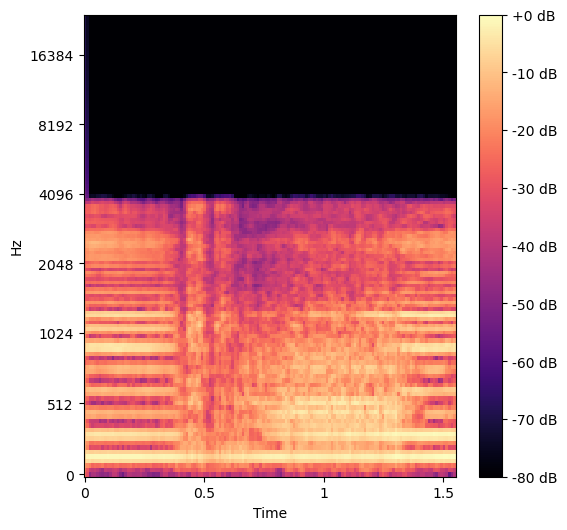 +0 dB
16384
-10 dB
8192
-20 dB
4096
-30 dB
Hz
-40 dB
2048
-50 dB
1024
-60 dB
512
-70 dB
0
-80 dB
0 0.5 1 1.5
Time